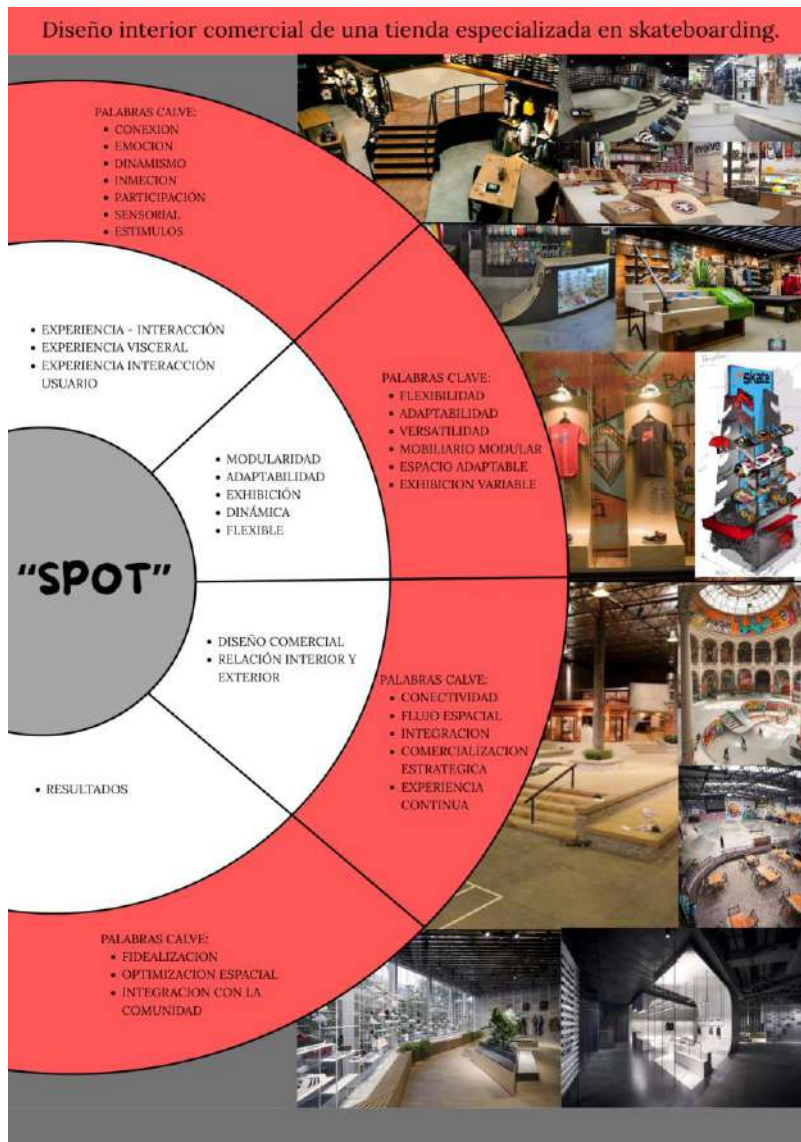 Diseño interior comercial de una tienda especializada en skateboarding.
PALABRAS CALVE:
• CONEXION
• EMOCION
• DINAMISMO
• INMECION
• PARTICIPACIÓN
• SENSORIAL
• ESTIMULOS
• EXPERIENCIA - INTERACCIÓN
• EXPERIENCIA VISCERAL
• EXPERIENCIA INTERACCIÓN
USUARIO
PALABRAS CLAVE:
• FLEXIBILIDAD
• ADAPTABILIDAD
• VERSATILIDAD
• MOBILIARIO MODULAR
• ESPACIO ADAPTABLE
• EXHIBICION VARIABLE
• MODULARIDAD
• ADAPTABILIDAD
• EXHIBICIÓN
• DINÁMICA
• FLEXIBLE
"SPOT"
• DISEÑO COMERCIAL
• RELACIÓN INTERIOR Y
EXTERIOR
PALABRAS CALVE:
• CONECTIVIDAD
• FLUJO ESPACIAL
• INTEGRACION
• COMERCIALIZACION
ESTRATEGICA
• EXPERIENCIA
CONTINUA
• RESULTADOS
PALABRAS CALVE:
• FIDEALIZACION
• OPTIMIZACION ESPACIAL
• INTEGRACION CON LA
COMUNIDAD
evolve
skate